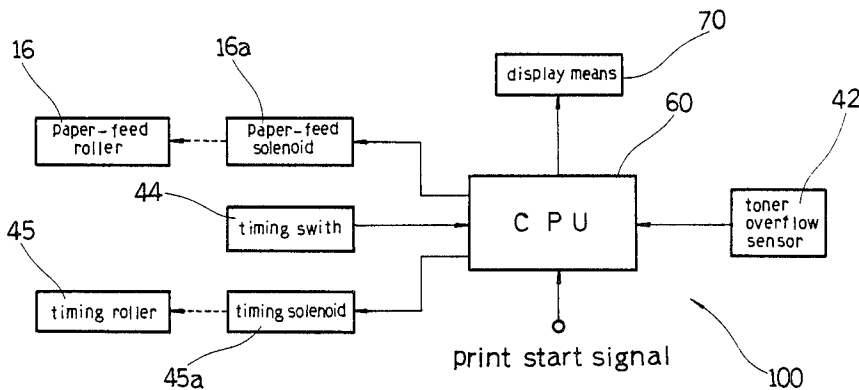 70
display means
16
16a
60
42
paper-feed
roller
paper-feed
solenoid
44
timing swith
CPU
toner
overflow
sensor
45
timing roller
timing solenoid
45a
print start signal
100